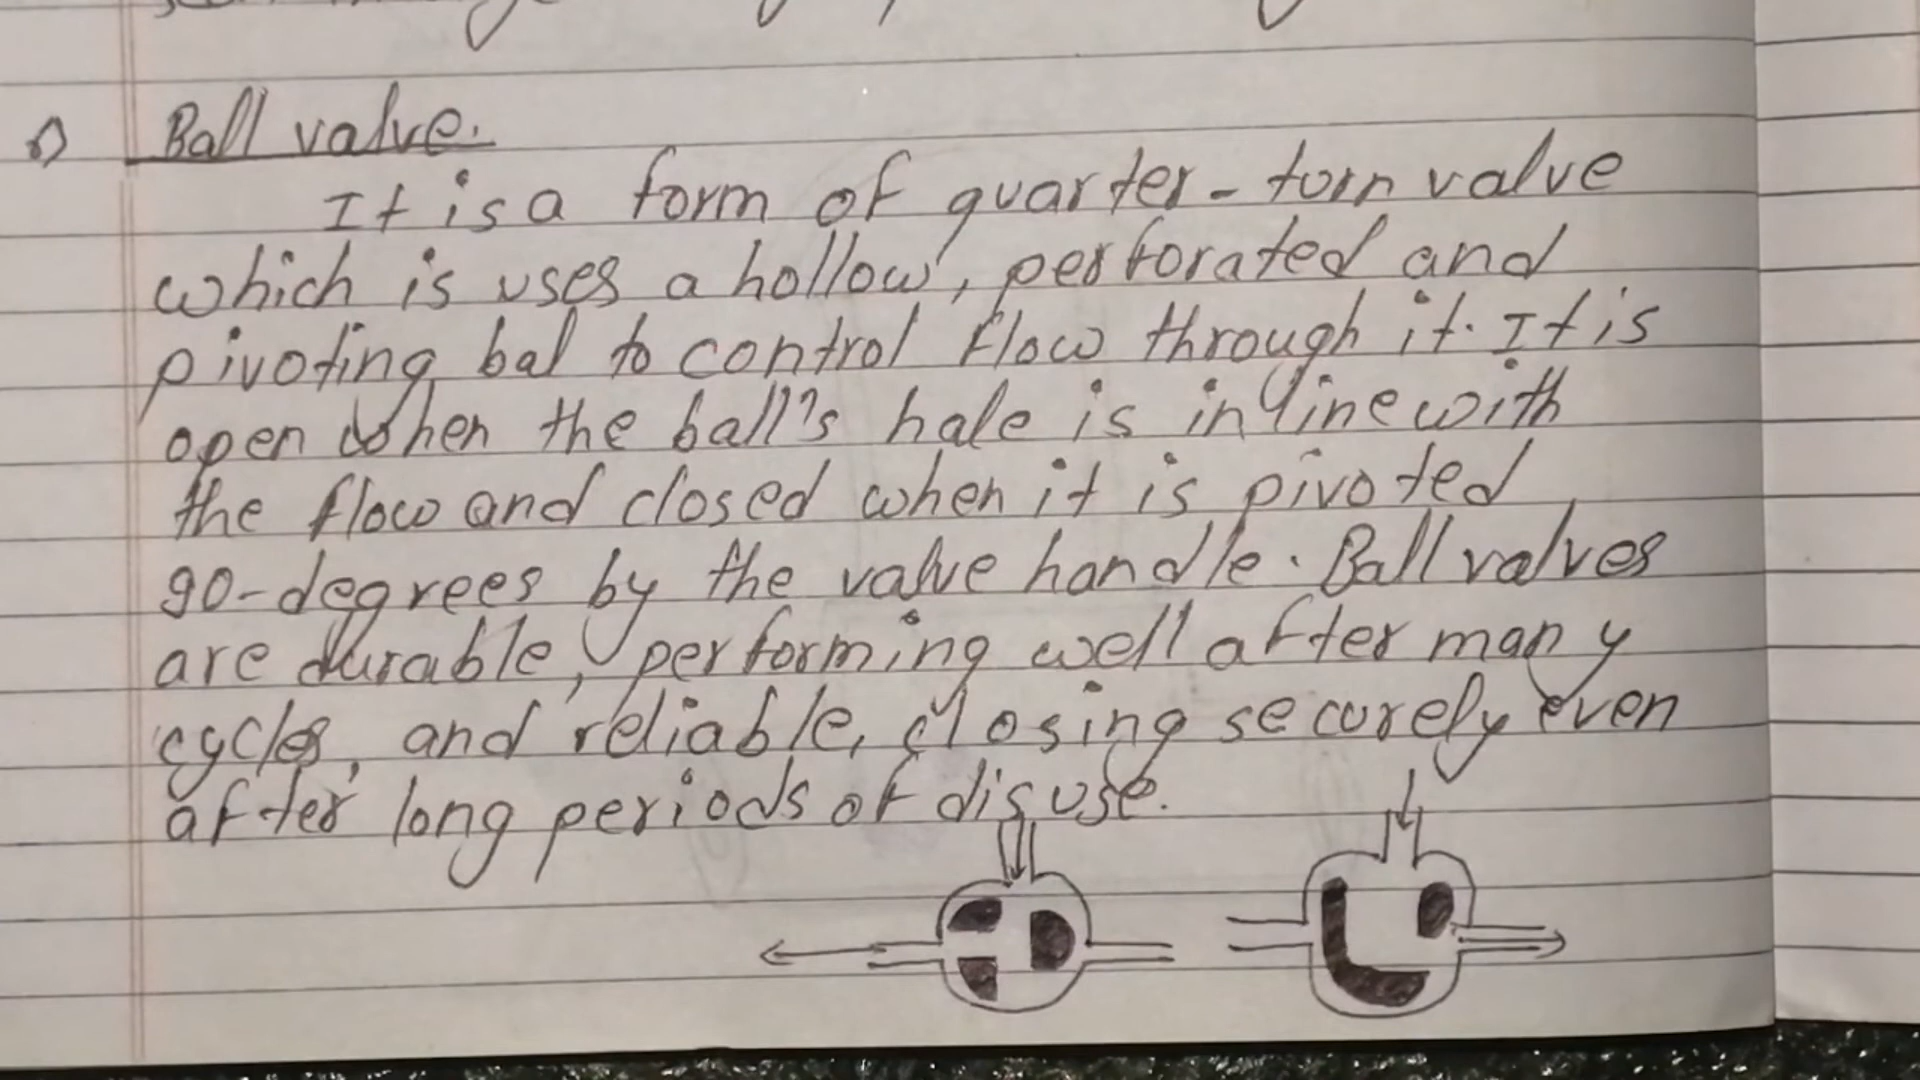 Ball valve.
It is a form of quarter-turn valve
which is uses a hollow, perforated and
pivoting bal to control flow through it. It is
open when the ball's hale is inline with
the flow and closed when it is pivoted
90-degrees by the valve handle. Ball valves
are durable, performing well after many
cycles, and reliable, closing securely even
after long periods of disuse.